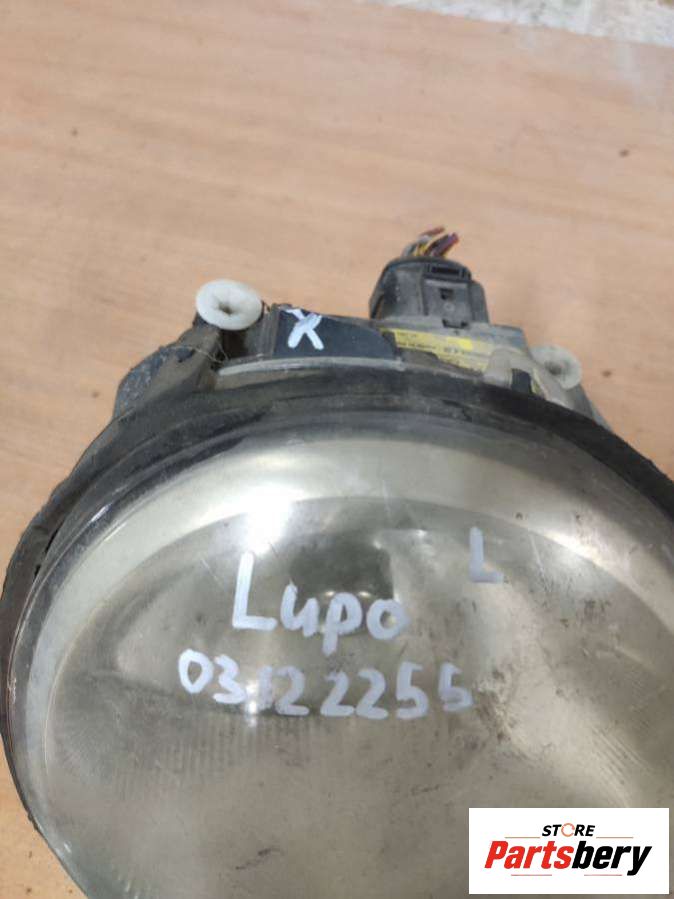 X
L
Lupo
03122255
STORE
Partsbery